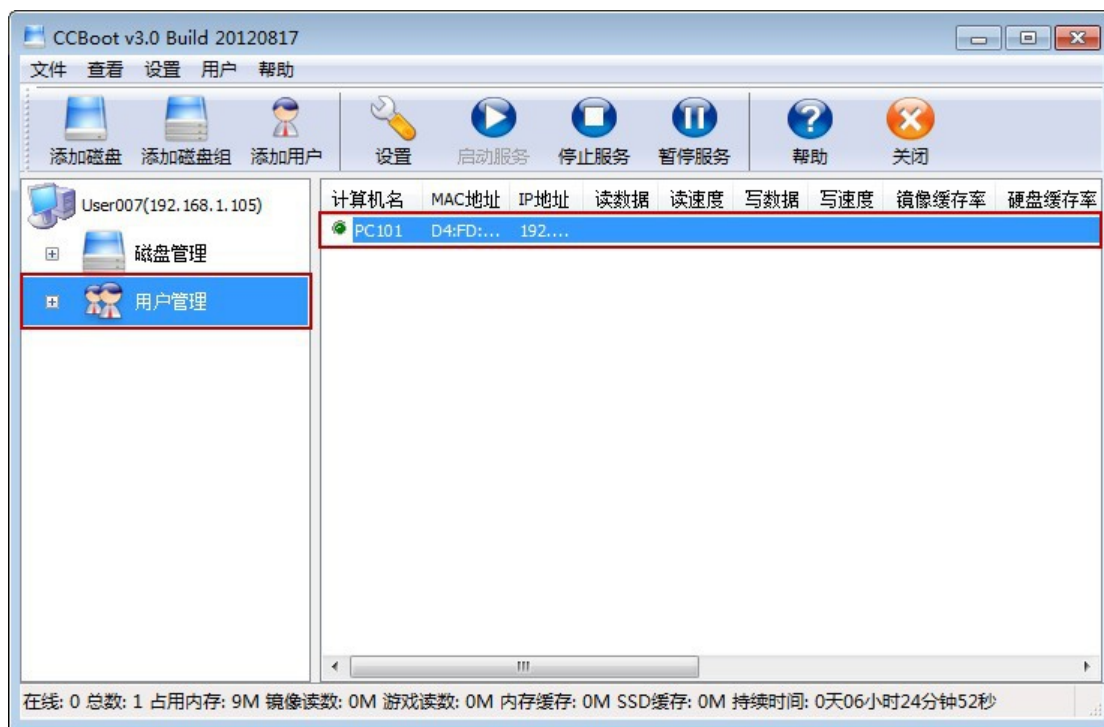 CCBoot v3.0 Build 20120817
文件 查看 设置 用户 帮助
添加磁盘 添加磁盘组 添加用户 设置 启动服务 停止服务 暂停服务 帮助 关闭
User007(192.168.1.105)
磁盘管理
用户管理
计算机名 MAC地址 IP地址 读数据 读速度 写数据 写速度 镜像缓存率 硬盘缓存率
PC101 D4:FD:... 192....
在线: 0 总数: 1 占用内存: 9M 镜像读数: 0M 游戏读数: 0M 内存缓存: 0M SSD缓存: 0M 持续时间: 0天06小时24分钟52秒